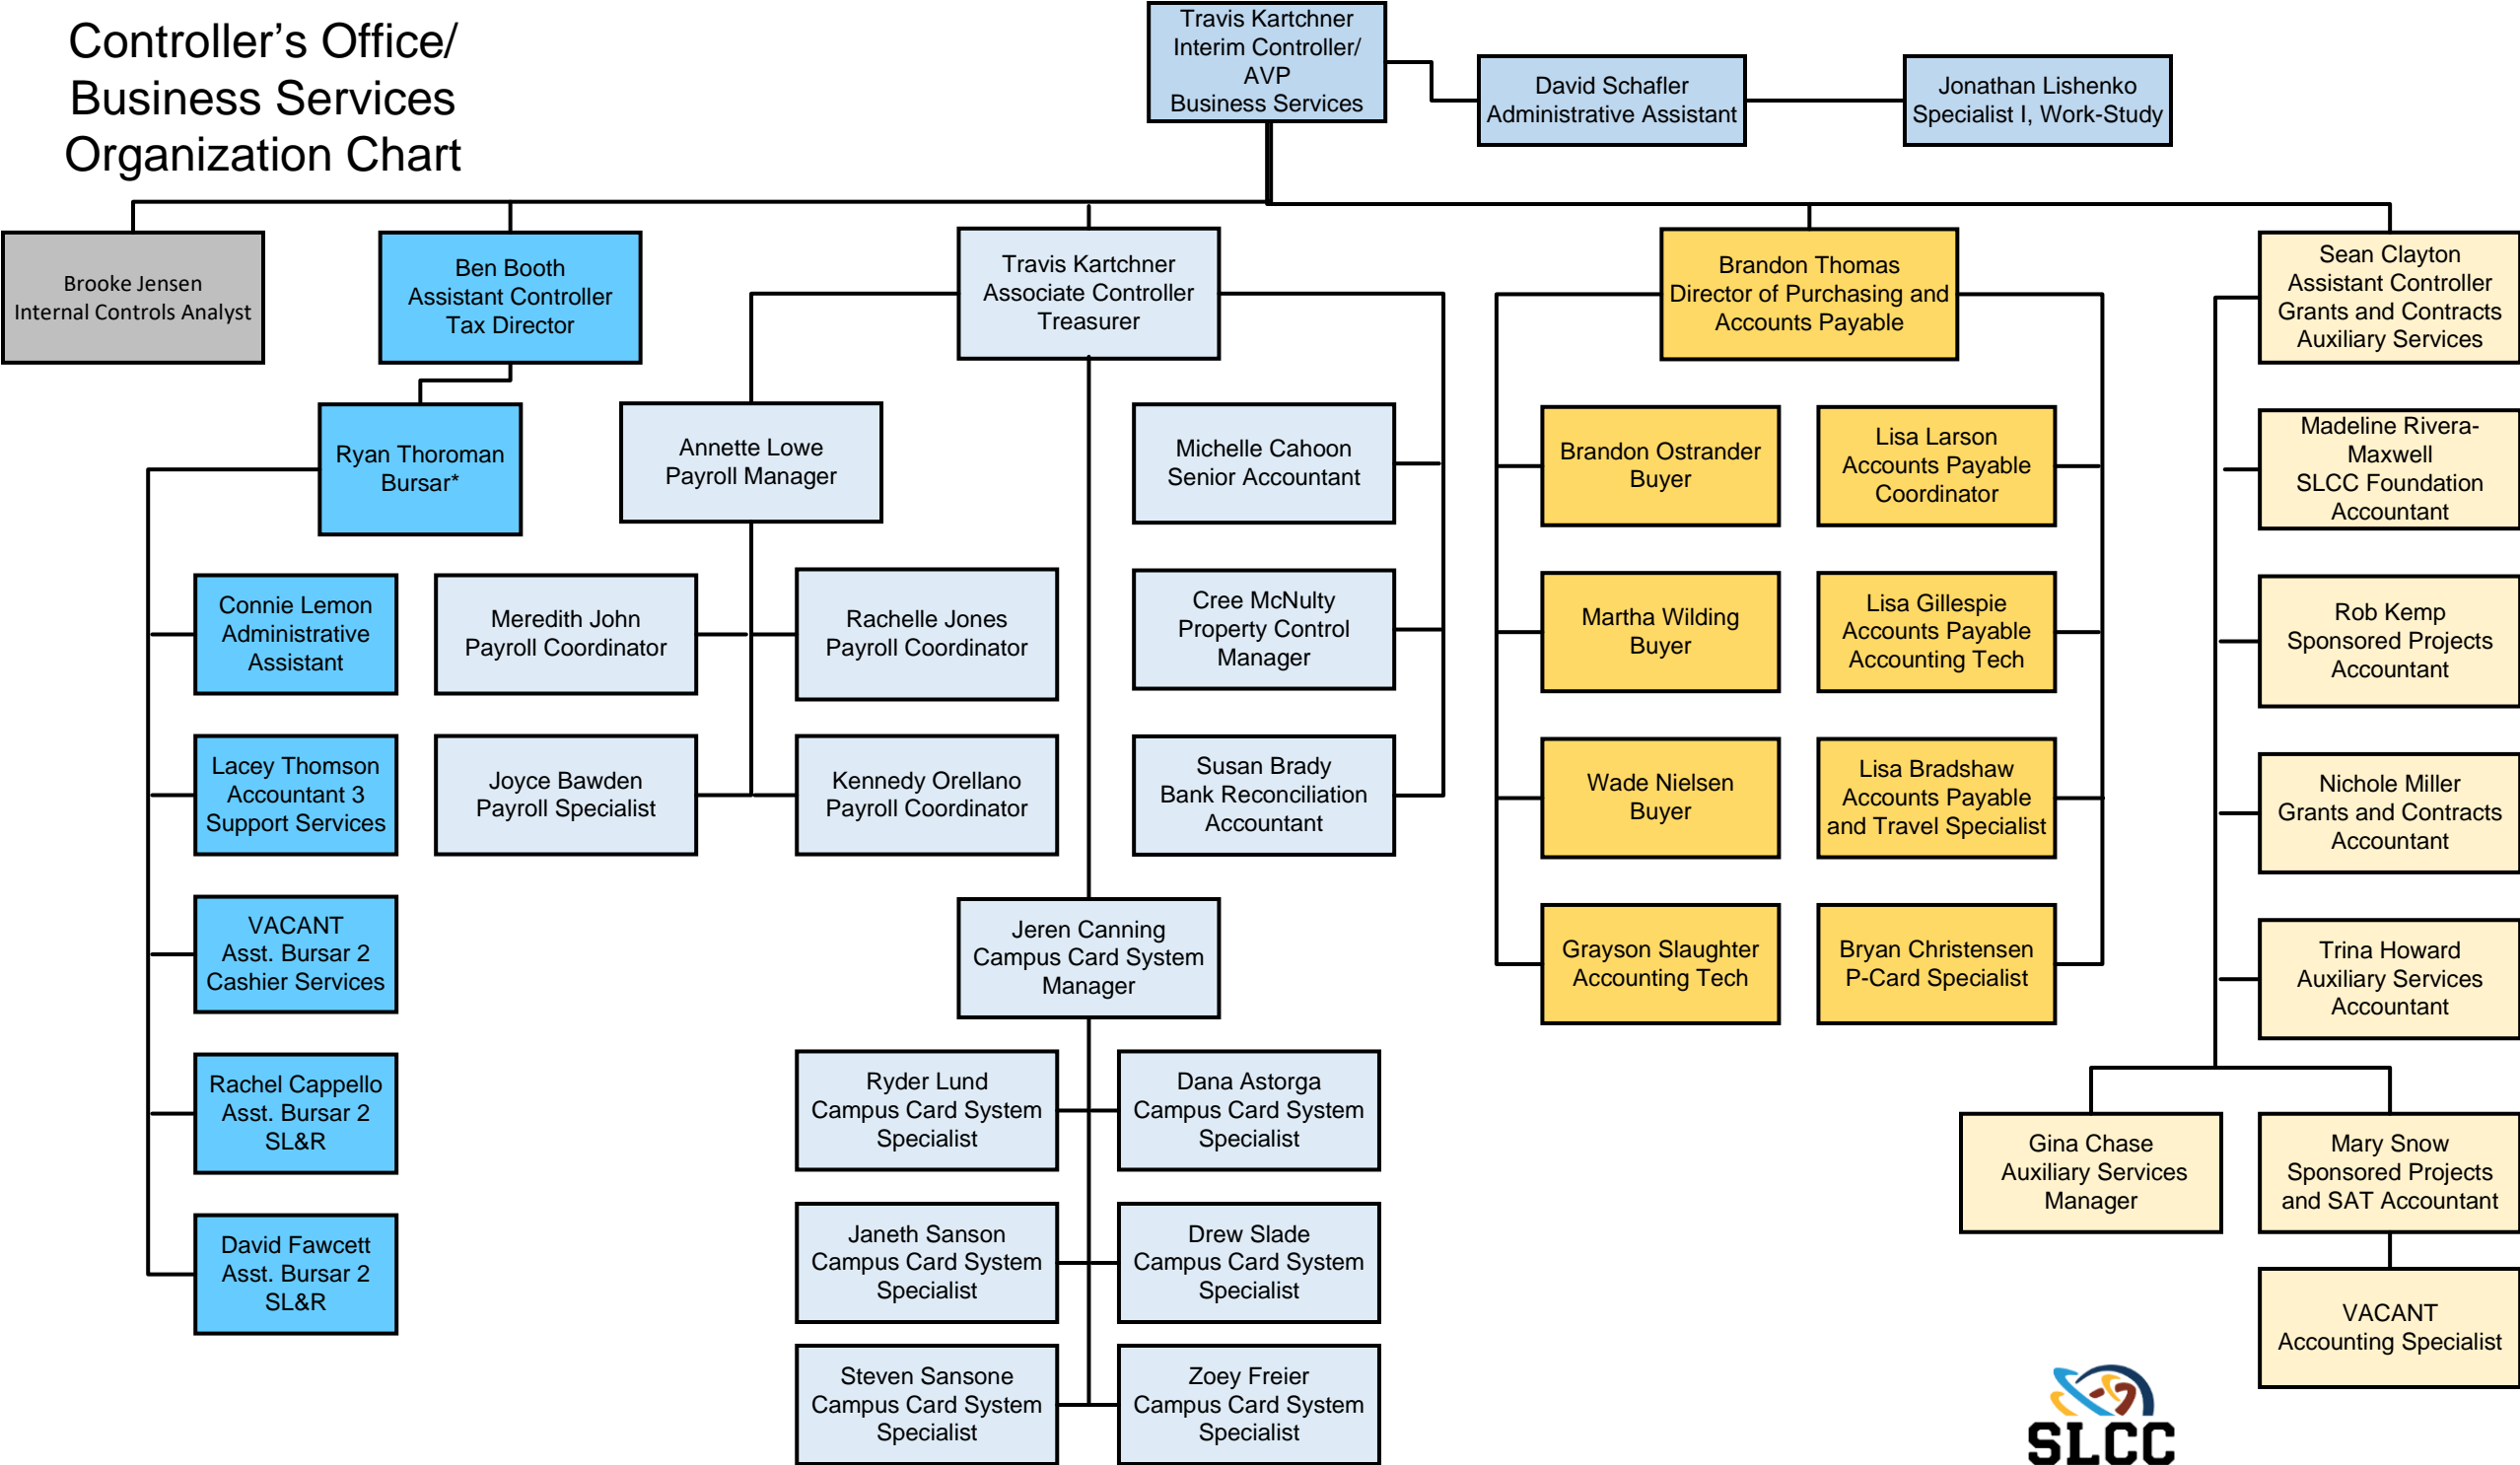 Controller's Office/
Business Services
Organization Chart
Travis Kartchner
Interim Controller/
AVP
Business Services
David Schafler
Administrative Assistant
Jonathan Lishenko
Specialist I, Work-Study
Brooke Jensen
Internal Controls Analyst
Ben Booth
Assistant Controller
Tax Director
Travis Kartchner
Associate Controller
Treasurer
Brandon Thomas
Director of Purchasing and
Accounts Payable
Sean Clayton
Assistant Controller
Grants and Contracts
Auxiliary Services
Ryan Thoroman
Bursar*
Annette Lowe
Payroll Manager
Michelle Cahoon
Senior Accountant
Brandon Ostrander
Buyer
Lisa Larson
Accounts Payable
Coordinator
Madeline Rivera-
Maxwell
SLCC Foundation
Accountant
Connie Lemon
Administrative
Assistant
Meredith John
Payroll Coordinator
Rachelle Jones
Payroll Coordinator
Cree McNulty
Property Control
Manager
Martha Wilding
Buyer
Lisa Gillespie
Accounts Payable
Accounting Tech
Rob Kemp
Sponsored Projects
Accountant
Lacey Thomson
Accountant 3
Support Services
Joyce Bawden
Payroll Specialist
Kennedy Orellano
Payroll Coordinator
Susan Brady
Bank Reconciliation
Accountant
Wade Nielsen
Buyer
Lisa Bradshaw
Accounts Payable
and Travel Specialist
Nichole Miller
Grants and Contracts
Accountant
VACANT
Asst. Bursar 2
Cashier Services
Jeren Canning
Campus Card System
Manager
Grayson Slaughter
Accounting Tech
Bryan Christensen
P-Card Specialist
Trina Howard
Auxiliary Services
Accountant
Rachel Cappello
Asst. Bursar 2
SL&R
Ryder Lund
Campus Card System
Specialist
Dana Astorga
Campus Card System
Specialist
Gina Chase
Auxiliary Services
Manager
Mary Snow
Sponsored Projects
and SAT Accountant
David Fawcett
Asst. Bursar 2
SL&R
Janeth Sanson
Campus Card System
Specialist
Drew Slade
Campus Card System
Specialist
VACANT
Accounting Specialist
Steven Sansone
Campus Card System
Specialist
Zoey Freier
Campus Card System
Specialist
SLCC